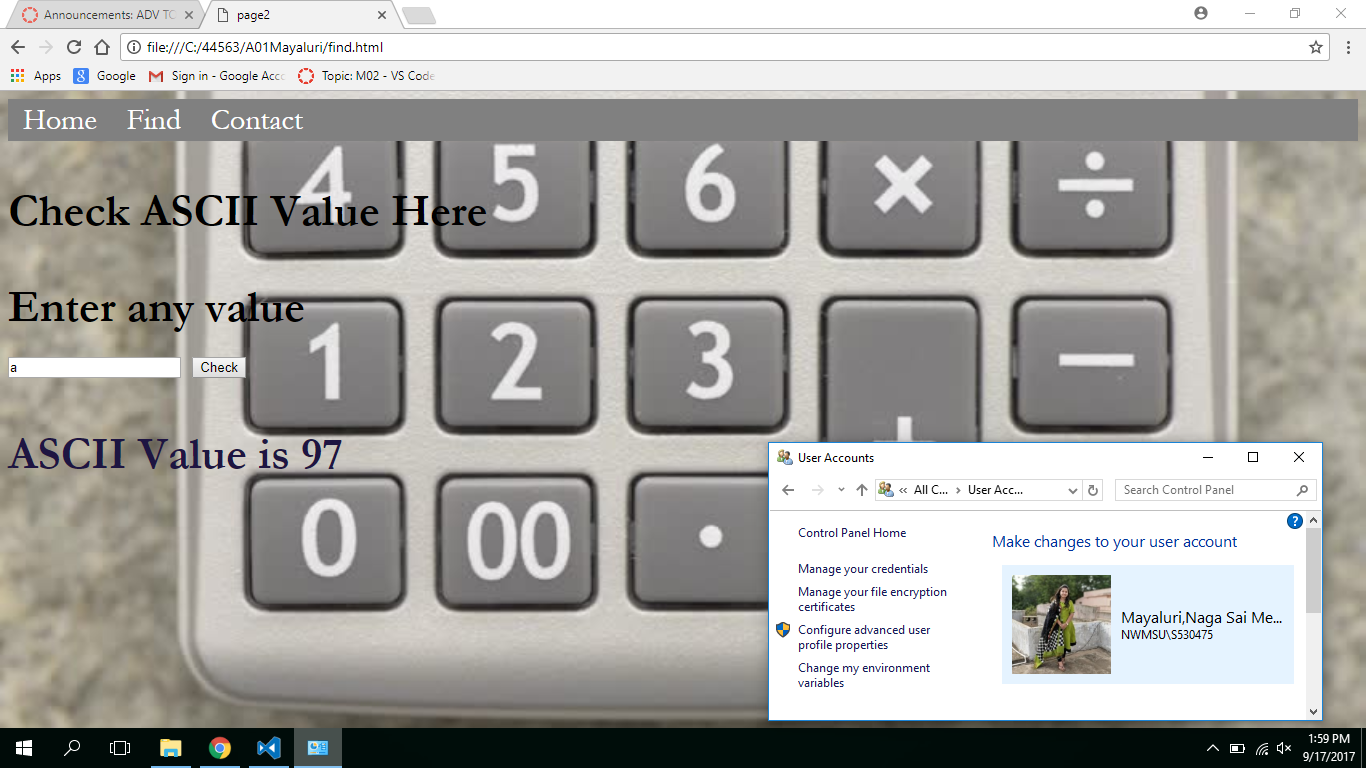 Announcements: ADV TO
page2
file:///C:/44563/A01Mayaluri/find.html
Apps
Google
Sign in - Google Acc
Topic: M02 - VS Code
Home Find Contact
4 5 6 × ÷
Check ASCII Value Here
Enter any value
1 2 3 + −
a
Check
ASCII Value is 97
0 00 .
User Accounts
« All C... › User Acc...
Search Control Panel
?
Control Panel Home
Make changes to your user account
Manage your credentials
Manage your file encryption
certificates
Configure advanced user
profile properties
Change my environment
variables
Mayaluri,Naga Sai Me...
NWMSU\S530475
1:59 PM
9/17/2017